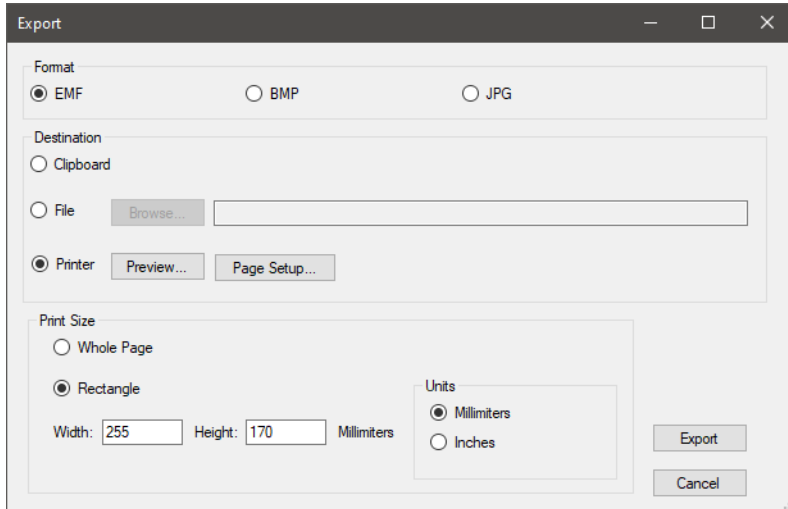 Export
Format
EMF BMP JPG
Destination
Clipboard
File Browse...
Printer Preview... Page Setup...
Print Size
Whole Page
Rectangle
Units
Millimiters
Width: 255 Height: 170 Millimiters
Inches
Export
Cancel